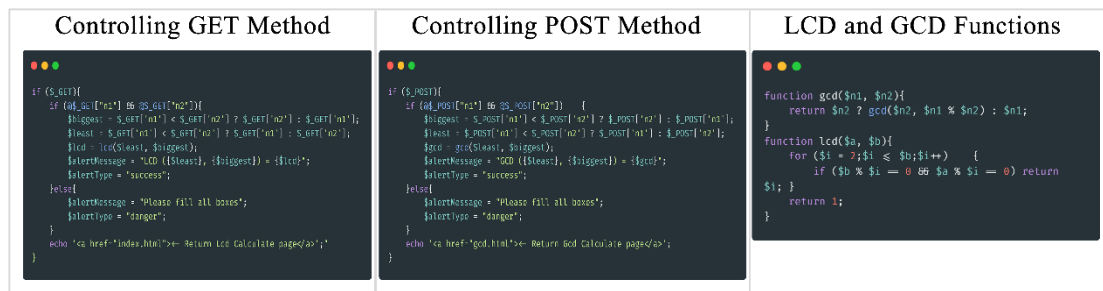 Controlling GET Method
if ($_GET){
if (@$_GET["n1"] && @$_GET["n2"]){
$biggest = $_GET['n1'] < $_GET['n2'] ? $_GET['n2'] : $_GET['n1'];
$least = $_GET['n1'] < $_GET['n2'] ? $_GET['n1'] : $_GET['n2'];
$lcd = lcd($least, $biggest);
$alertMessage = "LCD ({$least}, {$biggest}) = {$lcd}";
$alertType = "success";
}else{
$alertMessage = "Please fill all boxes";
$alertType = "danger";
}
echo '<a href="index.html">← Return Lcd Calculate page</a>';"
}
Controlling POST Method
if ($_POST){
if (@$_POST["n1"] && @$_POST["n2"]) {
$biggest = $_POST['n1'] < $_POST['n2'] ? $_POST['n2'] : $_POST['n1'];
$least = $_POST['n1'] < $_POST['n2'] ? $_POST['n1'] : $_POST['n2'];
$gcd = gcd($least, $biggest);
$alertMessage = "GCD ({$least}, {$biggest}) = {$gcd}";
$alertType = "success";
}else{
$alertMessage = "Please fill all boxes";
$alertType = "danger";
}
echo '<a href="gcd.html">← Return Gcd Calculate page</a>';
}
LCD and GCD Functions
function gcd($n1, $n2){
return $n2 ? gcd($n2, $n1 % $n2) : $n1;
}
function lcd($a, $b){
for ($i = 2;$i ≤ $b;$i++) {
if ($b % $i == 0 && $a % $i == 0) return
$i; }
return 1;
}